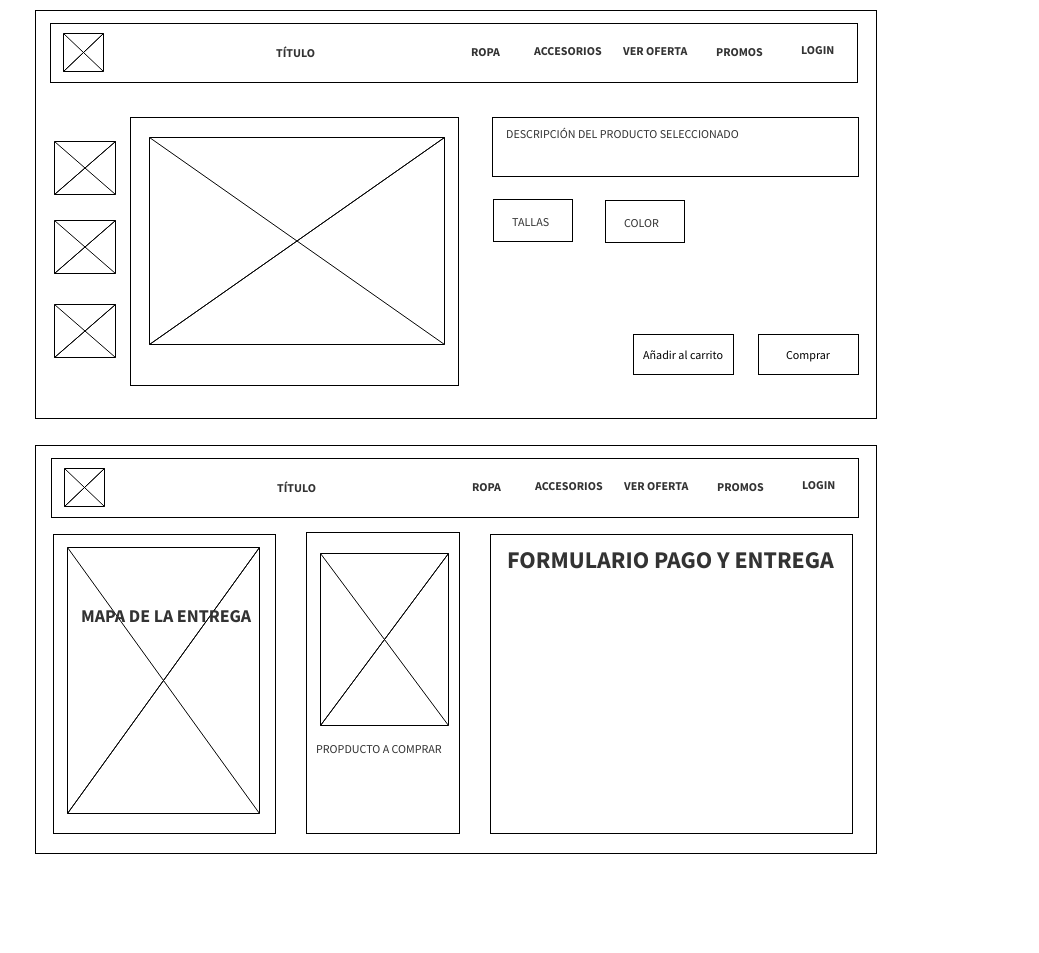 TÍTULO
ROPA
ACCESORIOS
VER OFERTA
PROMOS
LOGIN
DESCRIPCIÓN DEL PRODUCTO SELECCIONADO
TALLAS
COLOR
Añadir al carrito
Comprar
TÍTULO
ROPA
ACCESORIOS
VER OFERTA
PROMOS
LOGIN
MAPA DE LA ENTREGA
PROPDUCTO A COMPRAR
FORMULARIO PAGO Y ENTREGA